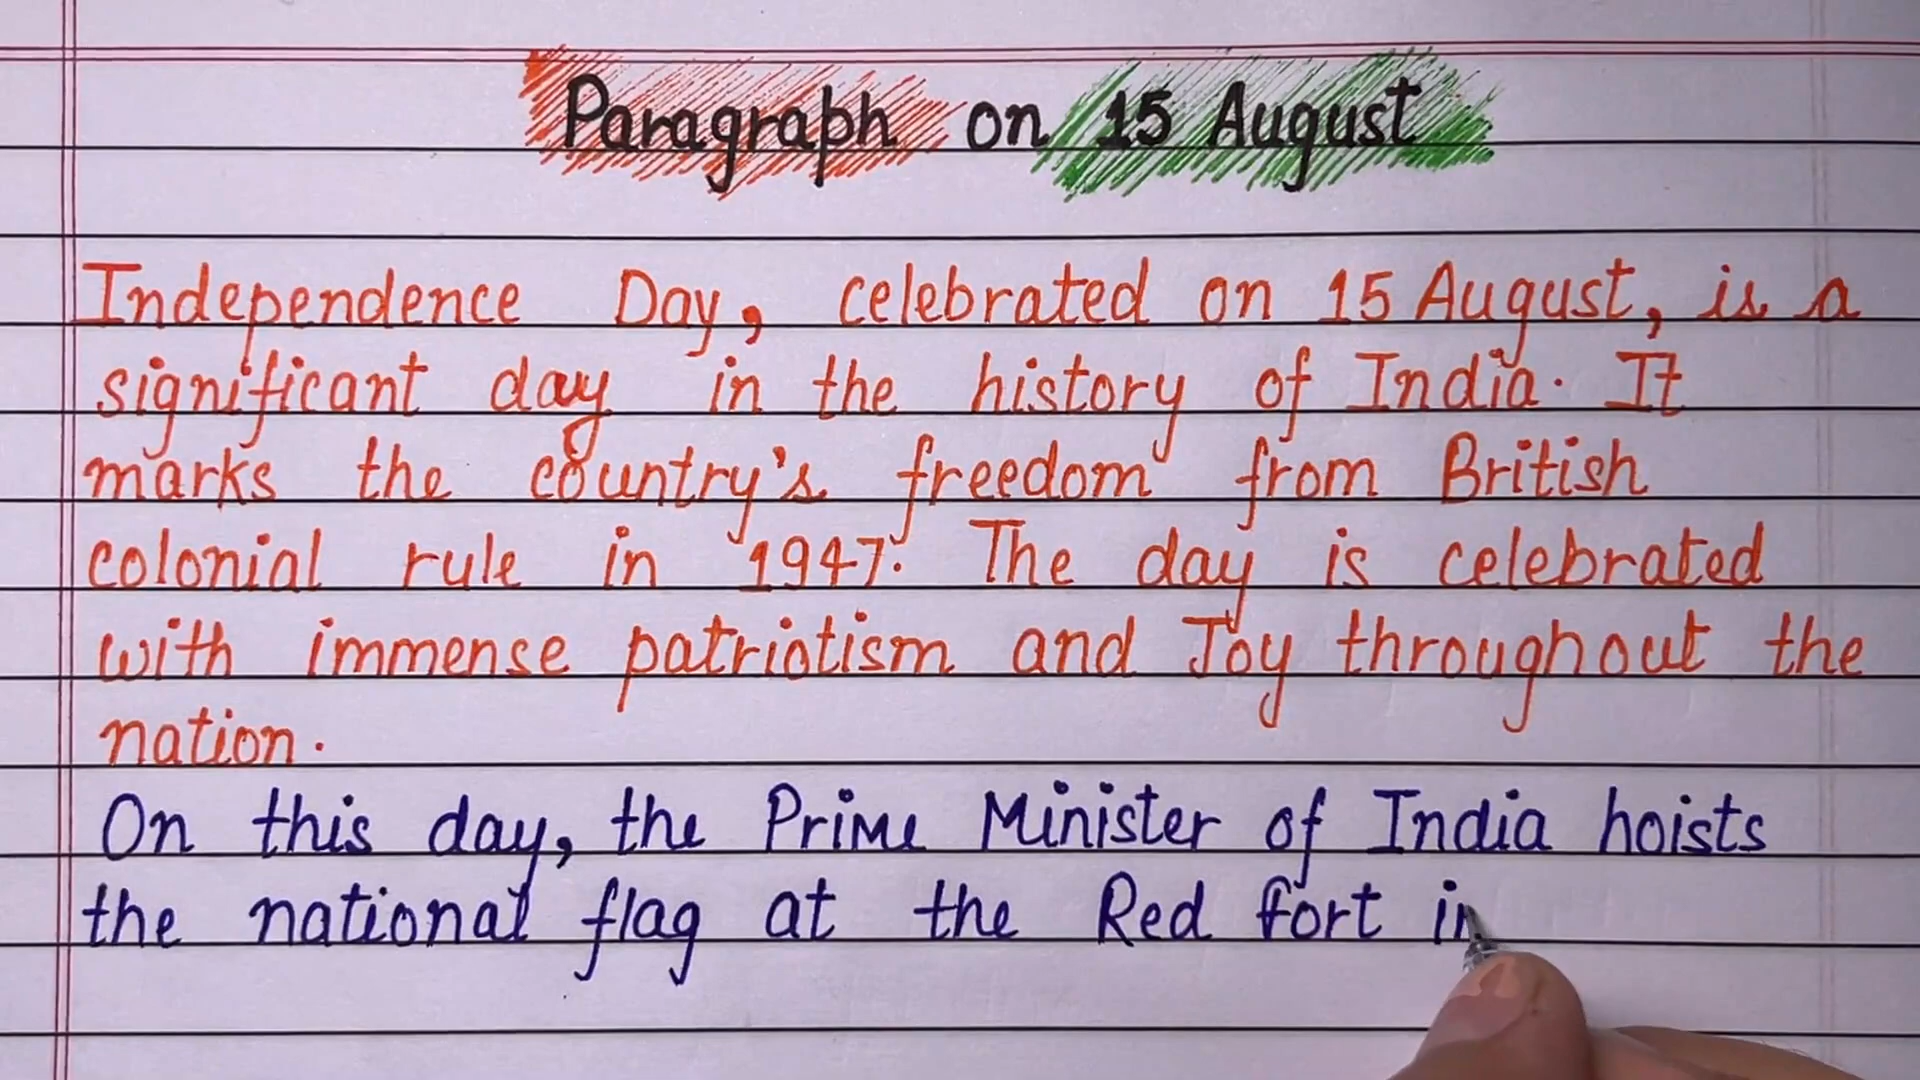 Paragraph on 15 August
Independence Day, celebrated on 15 August, is a
significant day in the history of India. It
marks the country's freedom from British
colonial rule in 1947. The day is celebrated
with immense patriotism and Joy throughout the
nation.
On this day, the Prime Minister of India hoists
the national flag at the Red fort in